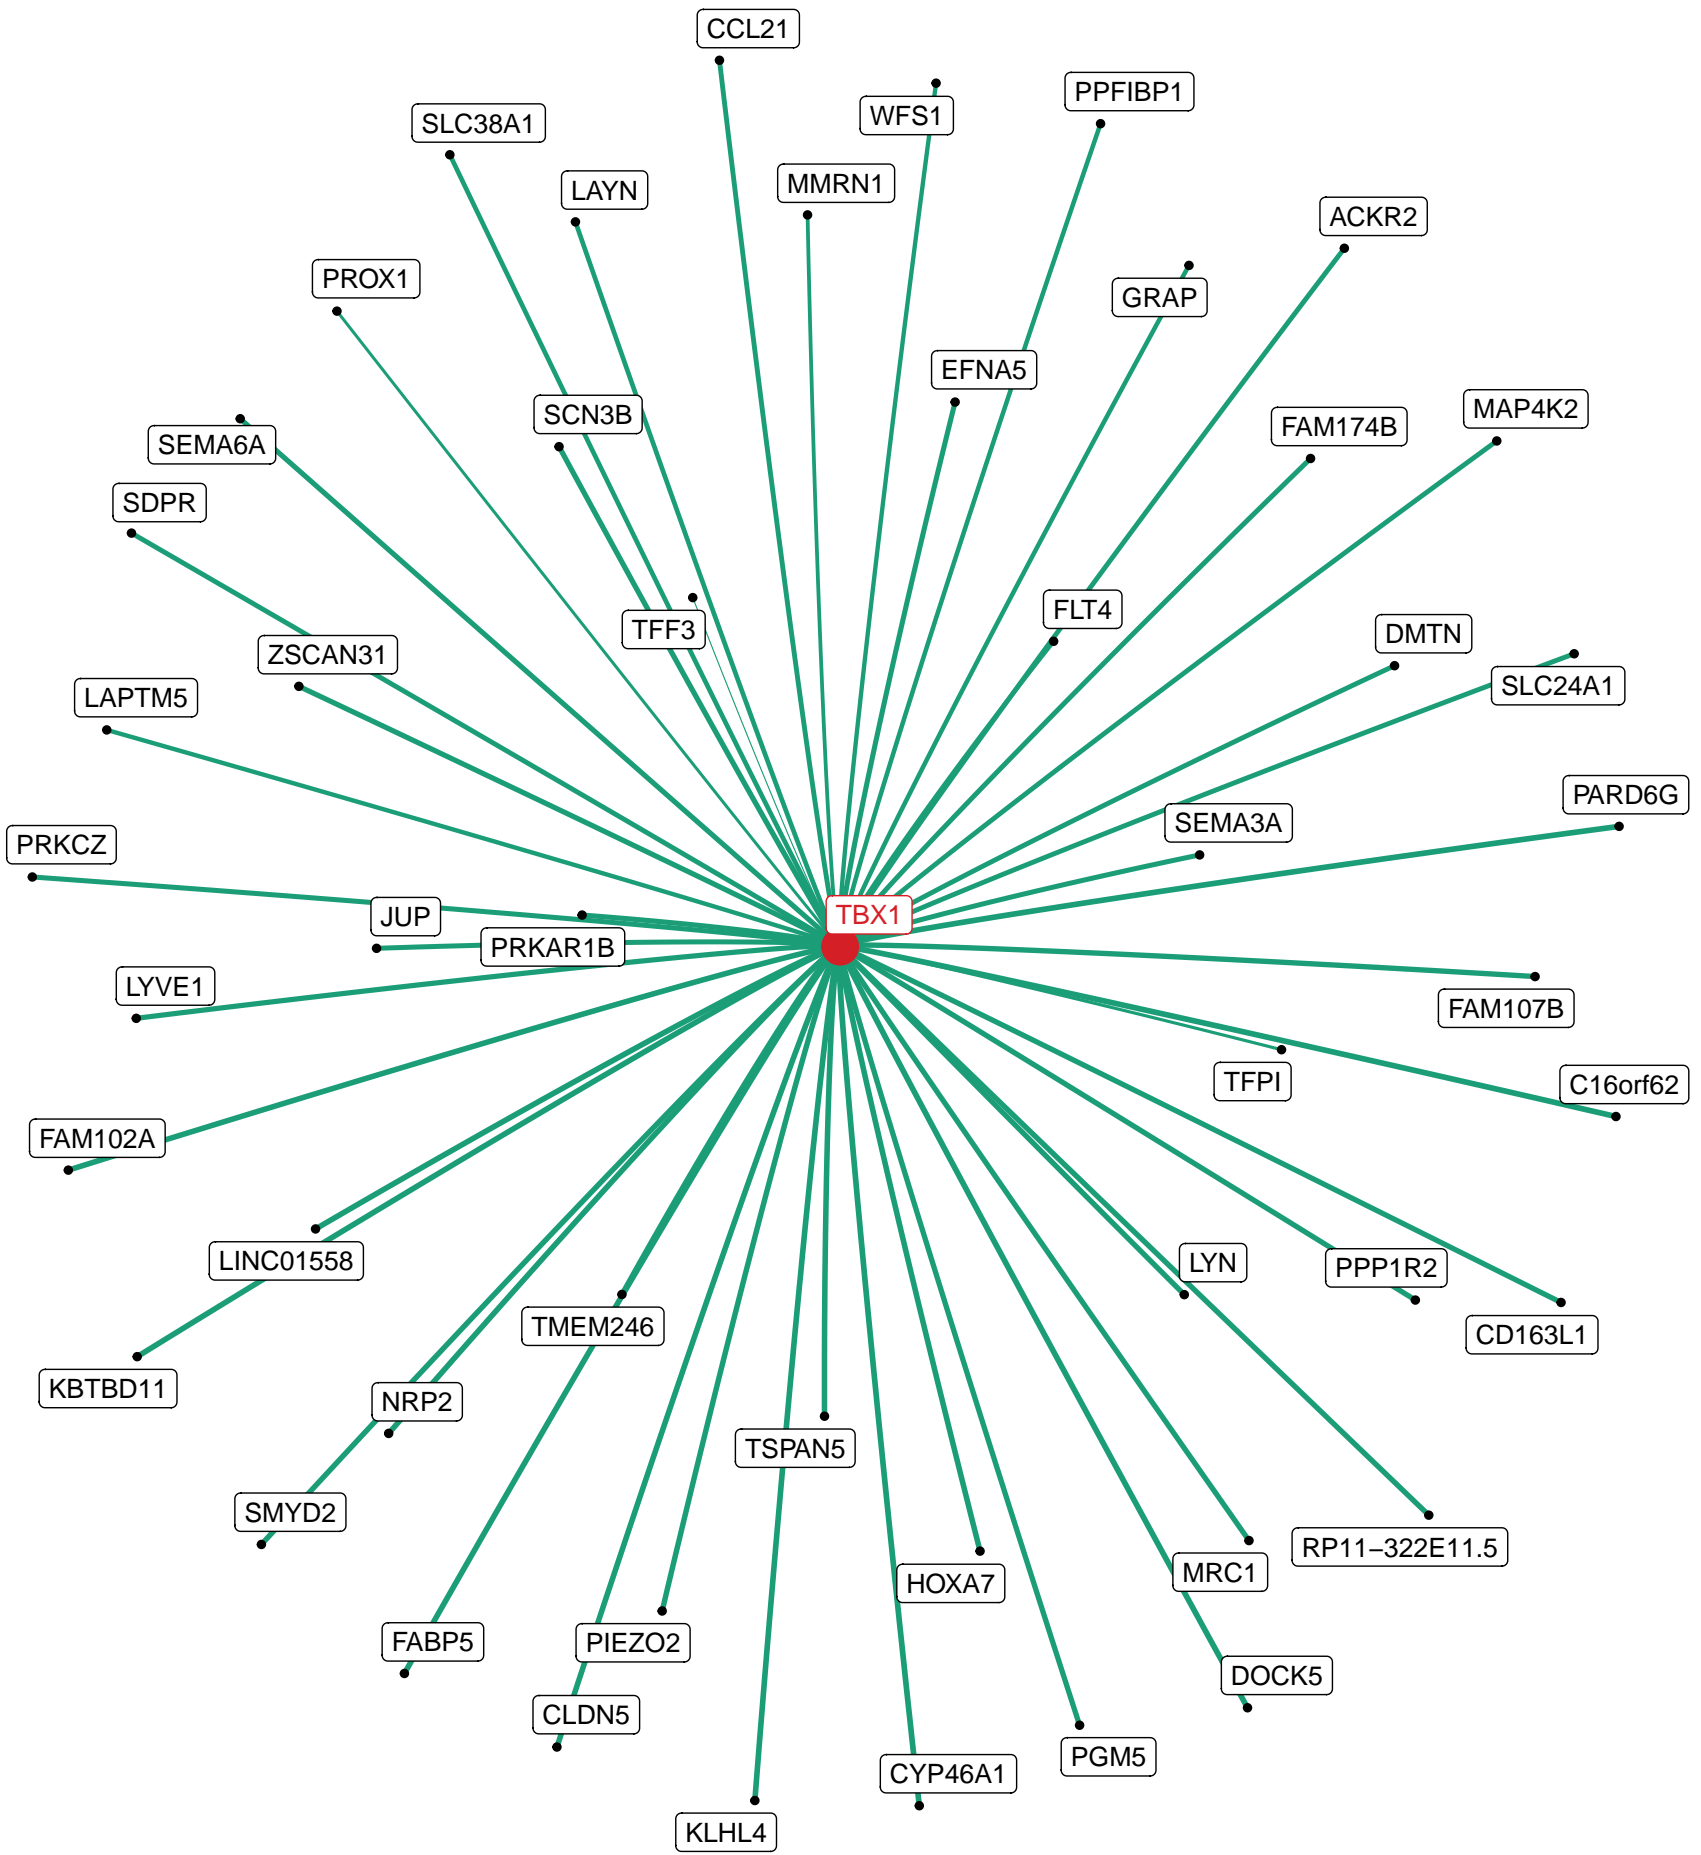 CCL21
WFS1
PPFIBP1
SLC38A1
LAYN
MMRN1
ACKR2
PROX1
GRAP
EFNA5
SCN3B
FAM174B
MAP4K2
SEMA6A
SDPR
TFF3
FLT4
DMTN
ZSCAN31
SLC24A1
LAPTM5
PARD6G
SEMA3A
PRKCZ
JUP
TBX1
PRKAR1B
LYVE1
FAM107B
TFPI
C16orf62
FAM102A
LINC01558
LYN
PPP1R2
TMEM246
CD163L1
KBTBD11
NRP2
TSPAN5
SMYD2
RP11–322E11.5
MRC1
HOXA7
FABP5
PIEZO2
DOCK5
CLDN5
PGM5
CYP46A1
KLHL4